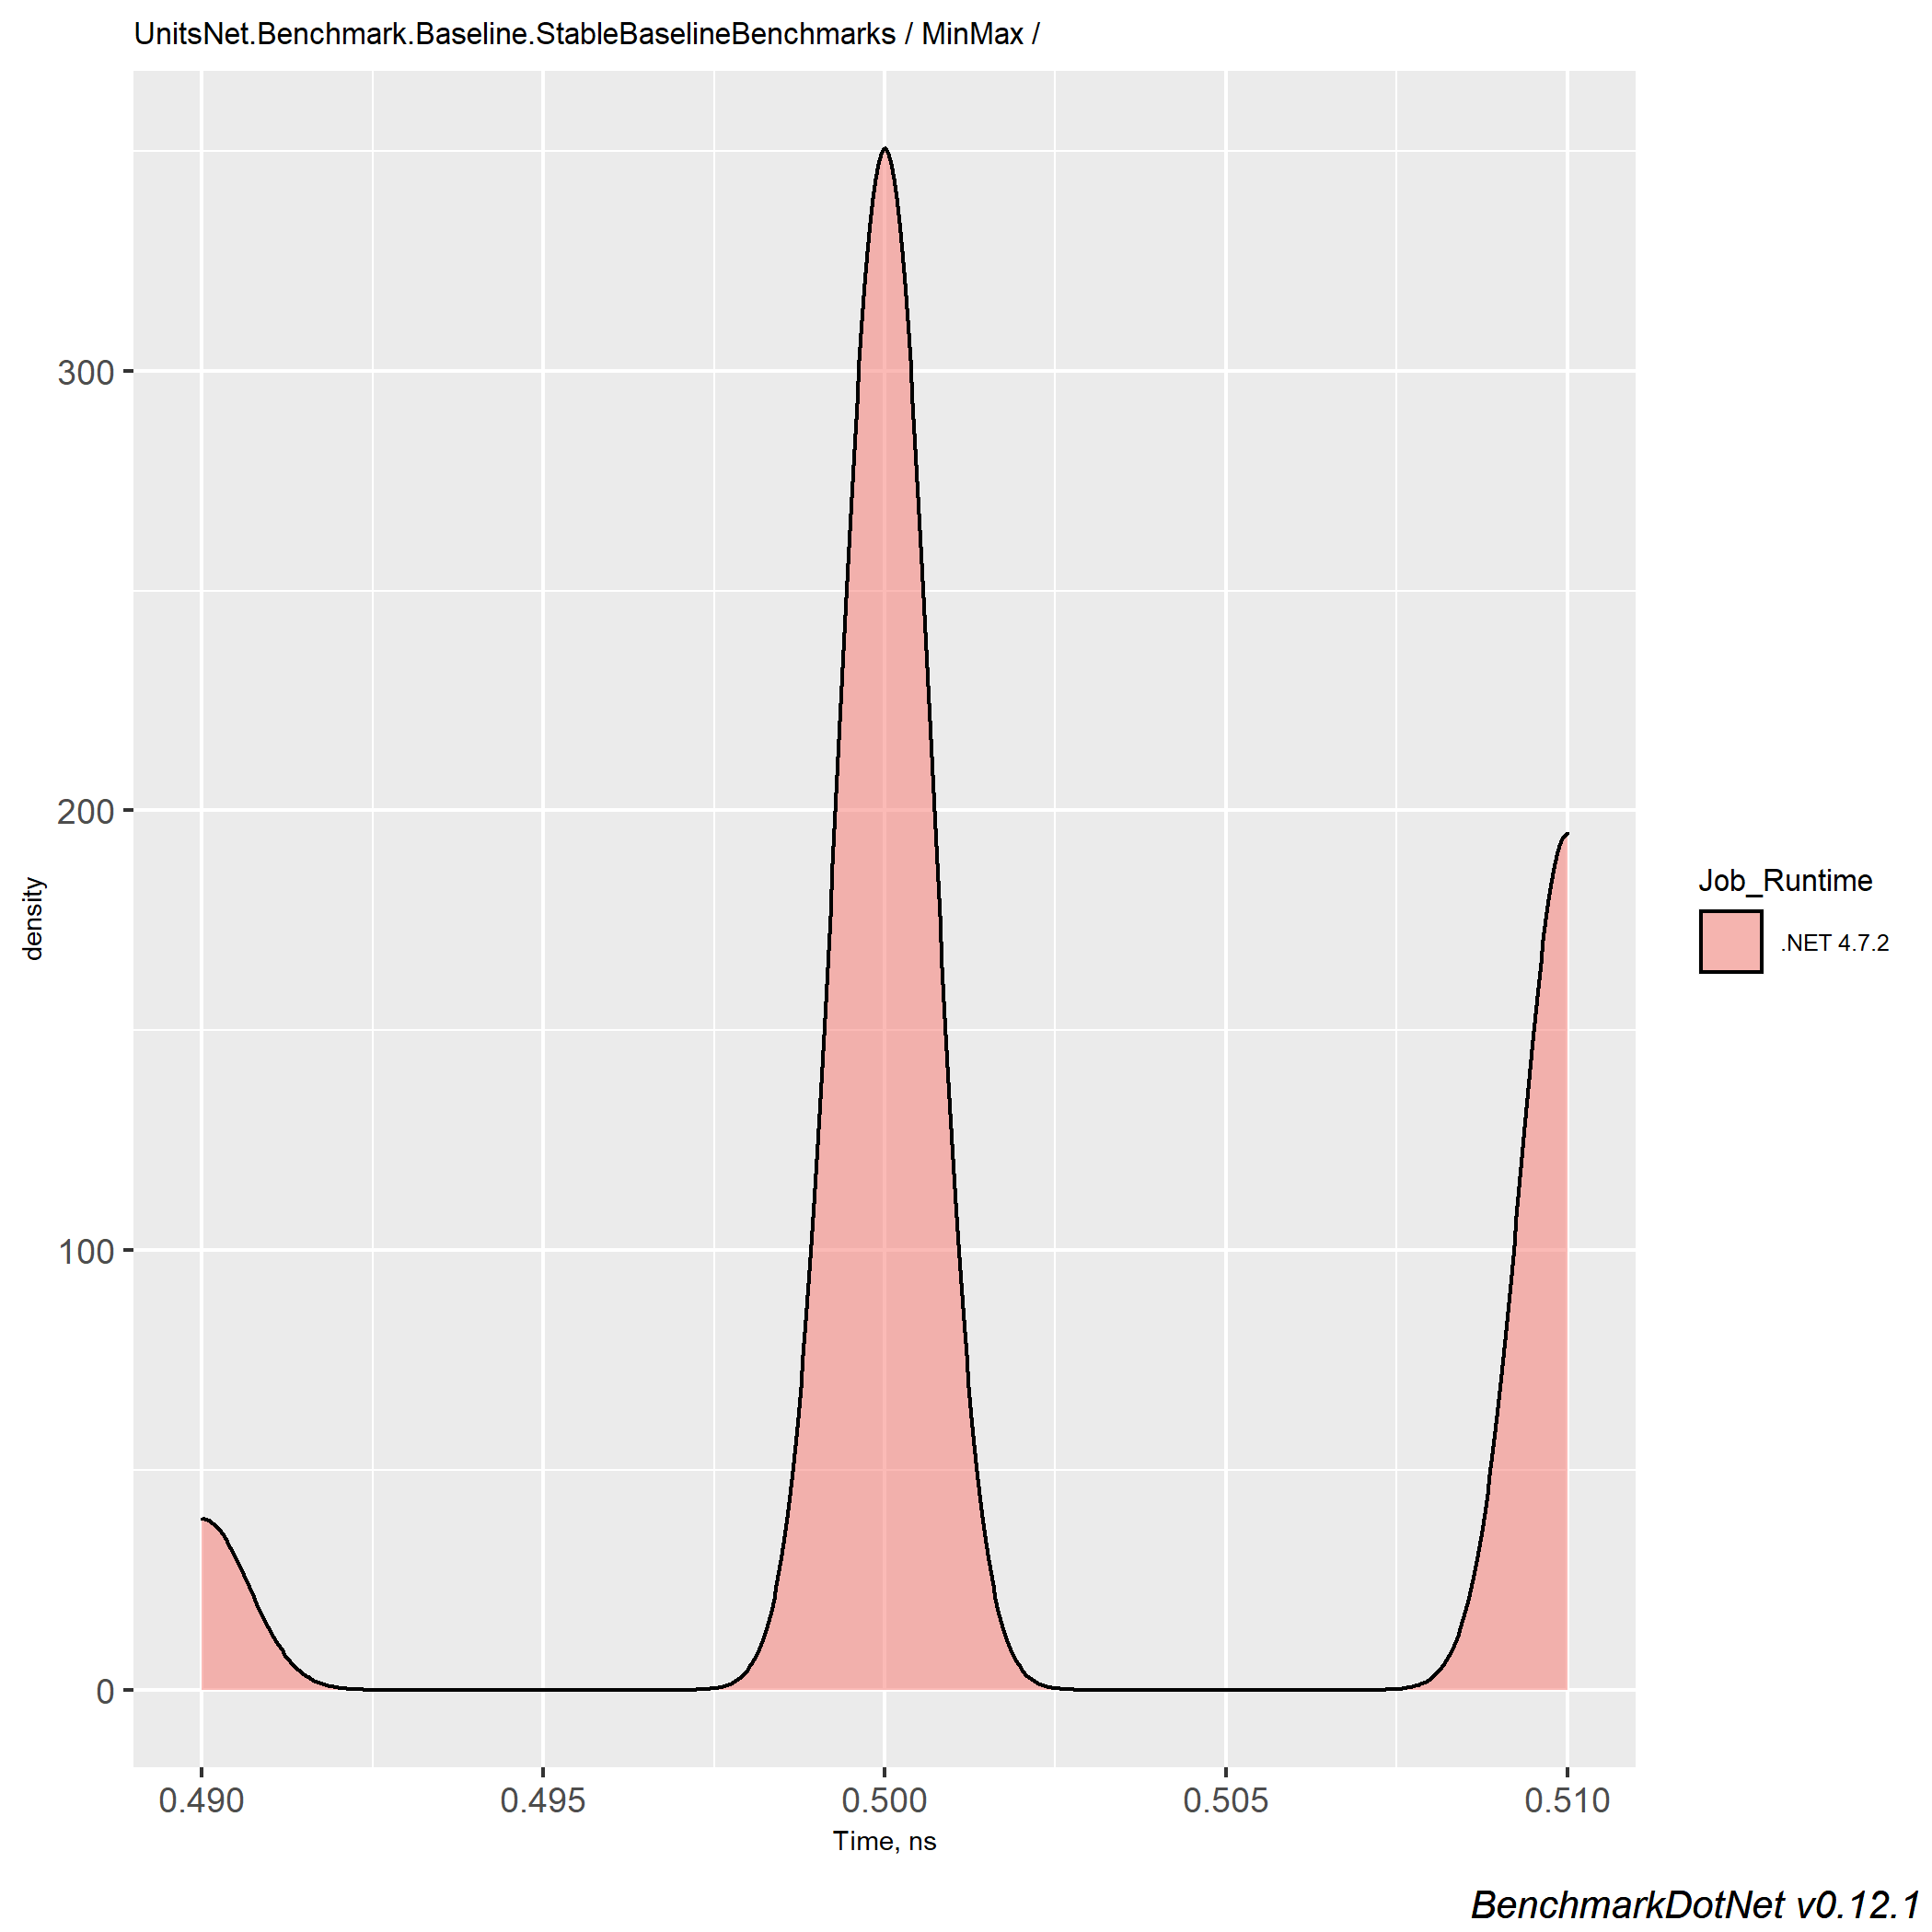 UnitsNet.Benchmark.Baseline.StableBaselineBenchmarks / MinMax /
density
300
200
100
0
0.490 0.495 0.500 0.505 0.510
Time, ns
Job_Runtime
.NET 4.7.2
BenchmarkDotNet v0.12.1